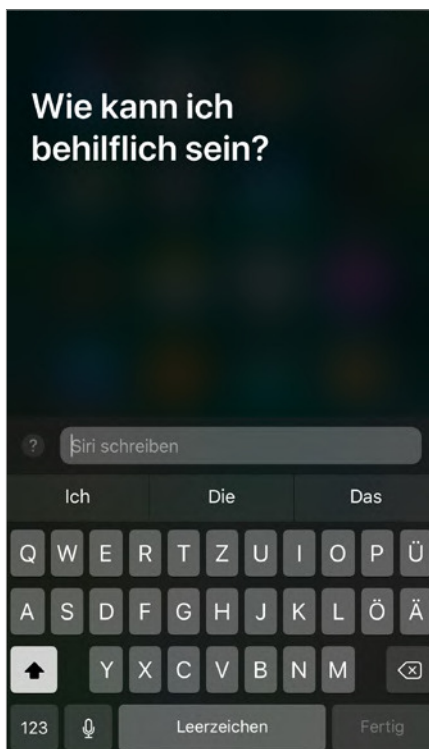 Wie kann ich
behilflich sein?
? Siri schreiben
Ich Die Das
Q W E R T Z U I O P Ü
A S D F G H J K L Ö Ä
Y X C V B N M
123 Leerzeichen Fertig